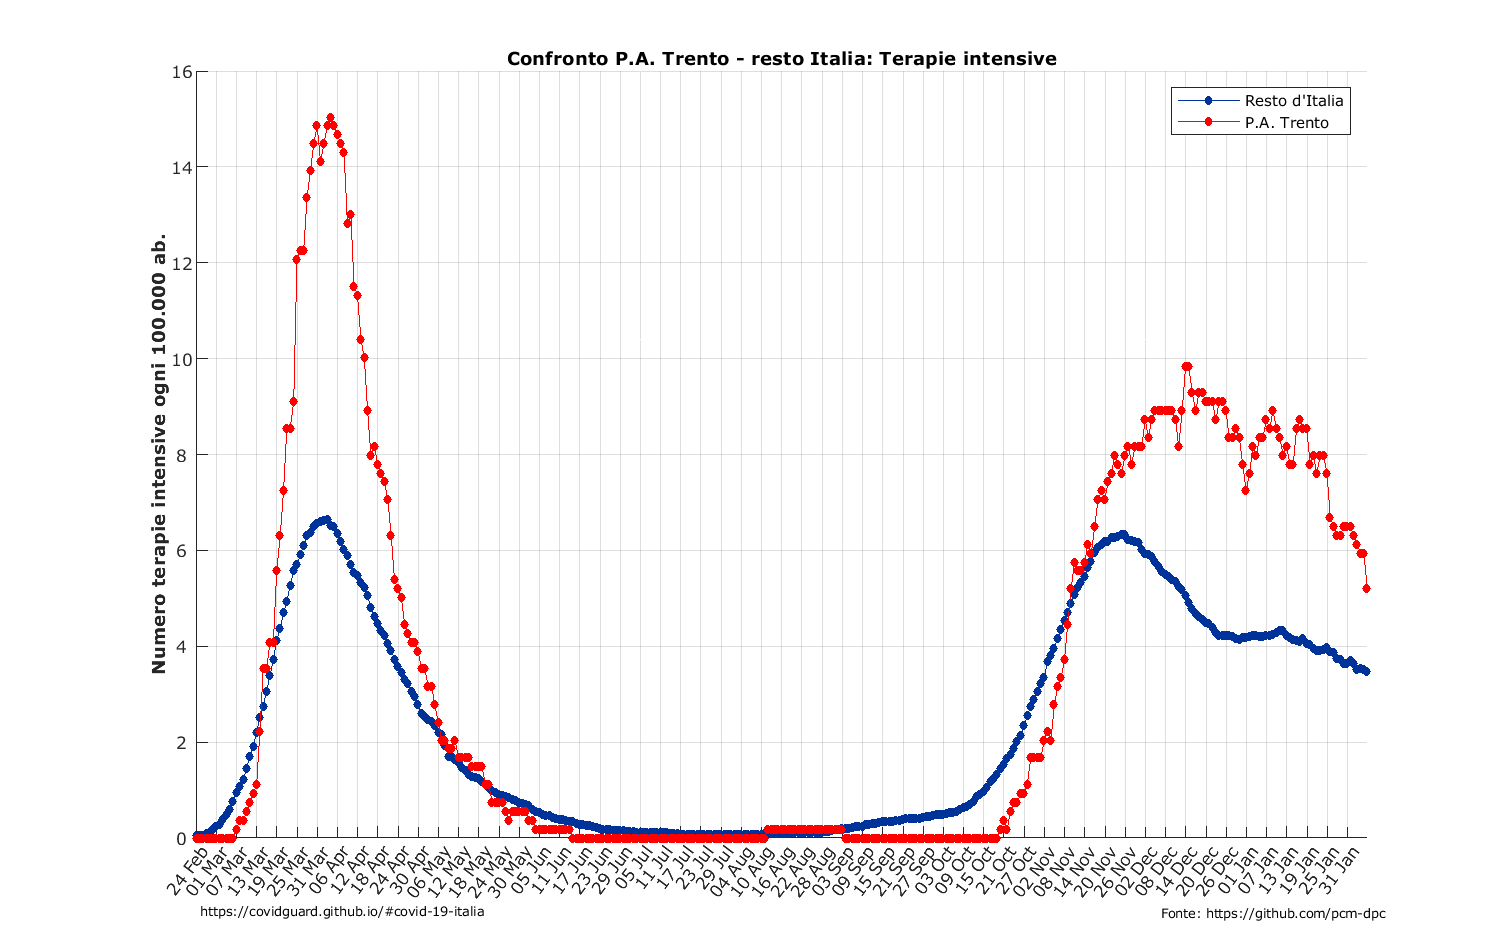 Confronto P.A. Trento - resto Italia: Terapie intensive
Resto d'Italia
P.A. Trento
Numero terapie intensive ogni 100.000 ab.
16
14
12
10
8
6
4
2
0
24 Feb
01 Mar
07 Mar
13 Mar
19 Mar
25 Mar
31 Mar
06 Apr
12 Apr
18 Apr
24 Apr
30 Apr
06 May
12 May
18 May
24 May
30 May
05 Jun
11 Jun
17 Jun
23 Jun
29 Jun
05 Jul
11 Jul
17 Jul
23 Jul
29 Jul
04 Aug
10 Aug
16 Aug
22 Aug
28 Aug
03 Sep
09 Sep
15 Sep
21 Sep
27 Sep
03 Oct
09 Oct
15 Oct
21 Oct
27 Oct
02 Nov
08 Nov
14 Nov
20 Nov
26 Nov
02 Dec
08 Dec
14 Dec
20 Dec
26 Dec
01 Jan
07 Jan
13 Jan
19 Jan
25 Jan
31 Jan
https://covidguard.github.io/#covid-19-italia
Fonte: https://github.com/pcm-dpc